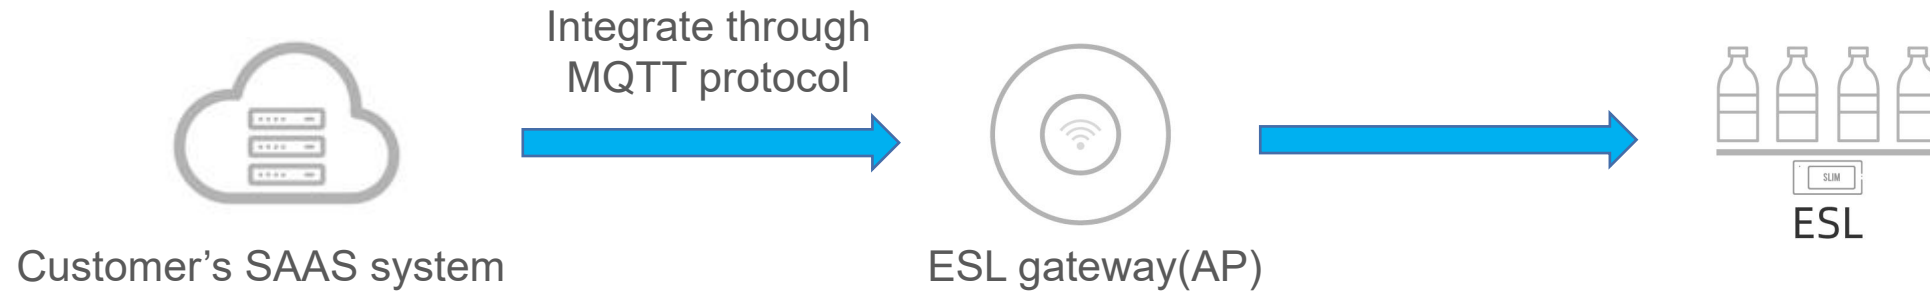 Integrate through
MQTT protocol
SLIM
ESL
Customer's SAAS system
ESL gateway(AP)